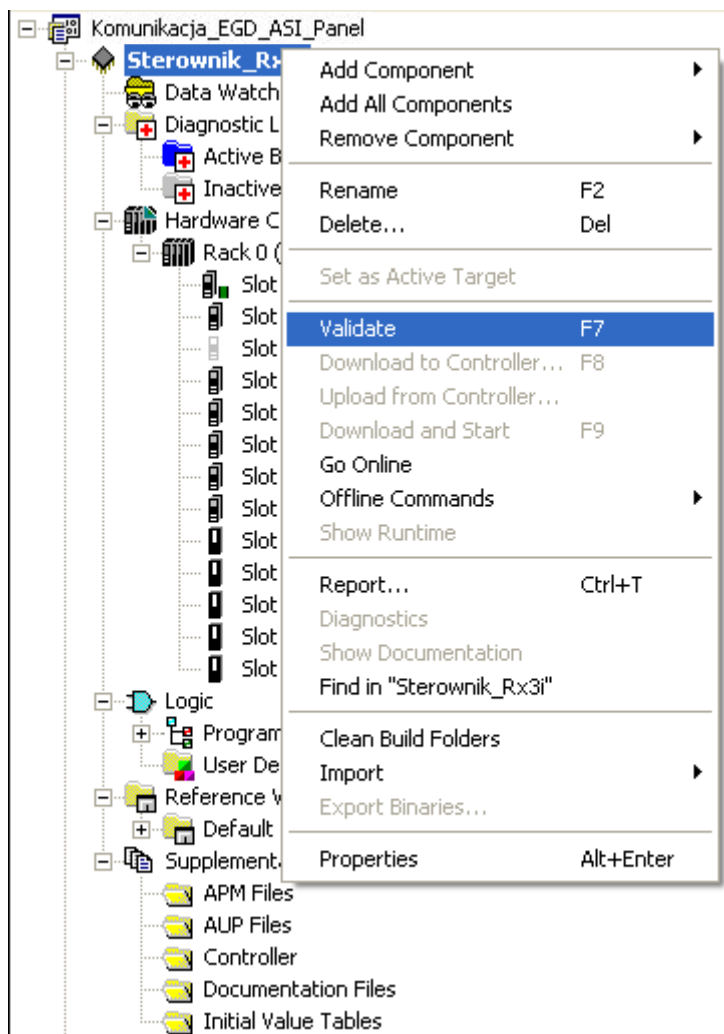 Komunikacja_EGD_ASI_Panel
Sterownik_Rx
Data Watch
Diagnostic L
Active B
Inactive
Hardware C
Rack 0 (
Slot
Slot
Slot
Slot
Slot
Slot
Slot
Slot
Slot
Slot
Slot
Slot
Slot
Logic
Program
User De
Reference V
Default
Supplementa
APM Files
AUP Files
Controller
Documentation Files
Initial Value Tables
Add Component
Add All Components
Remove Component
Rename F2
Delete... Del
Set as Active Target
Validate F7
Download to Controller... F8
Upload from Controller...
Download and Start F9
Go Online
Offline Commands
Show Runtime
Report... Ctrl+T
Diagnostics
Show Documentation
Find in "Sterownik_Rx3i"
Clean Build Folders
Import
Export Binaries...
Properties Alt+Enter